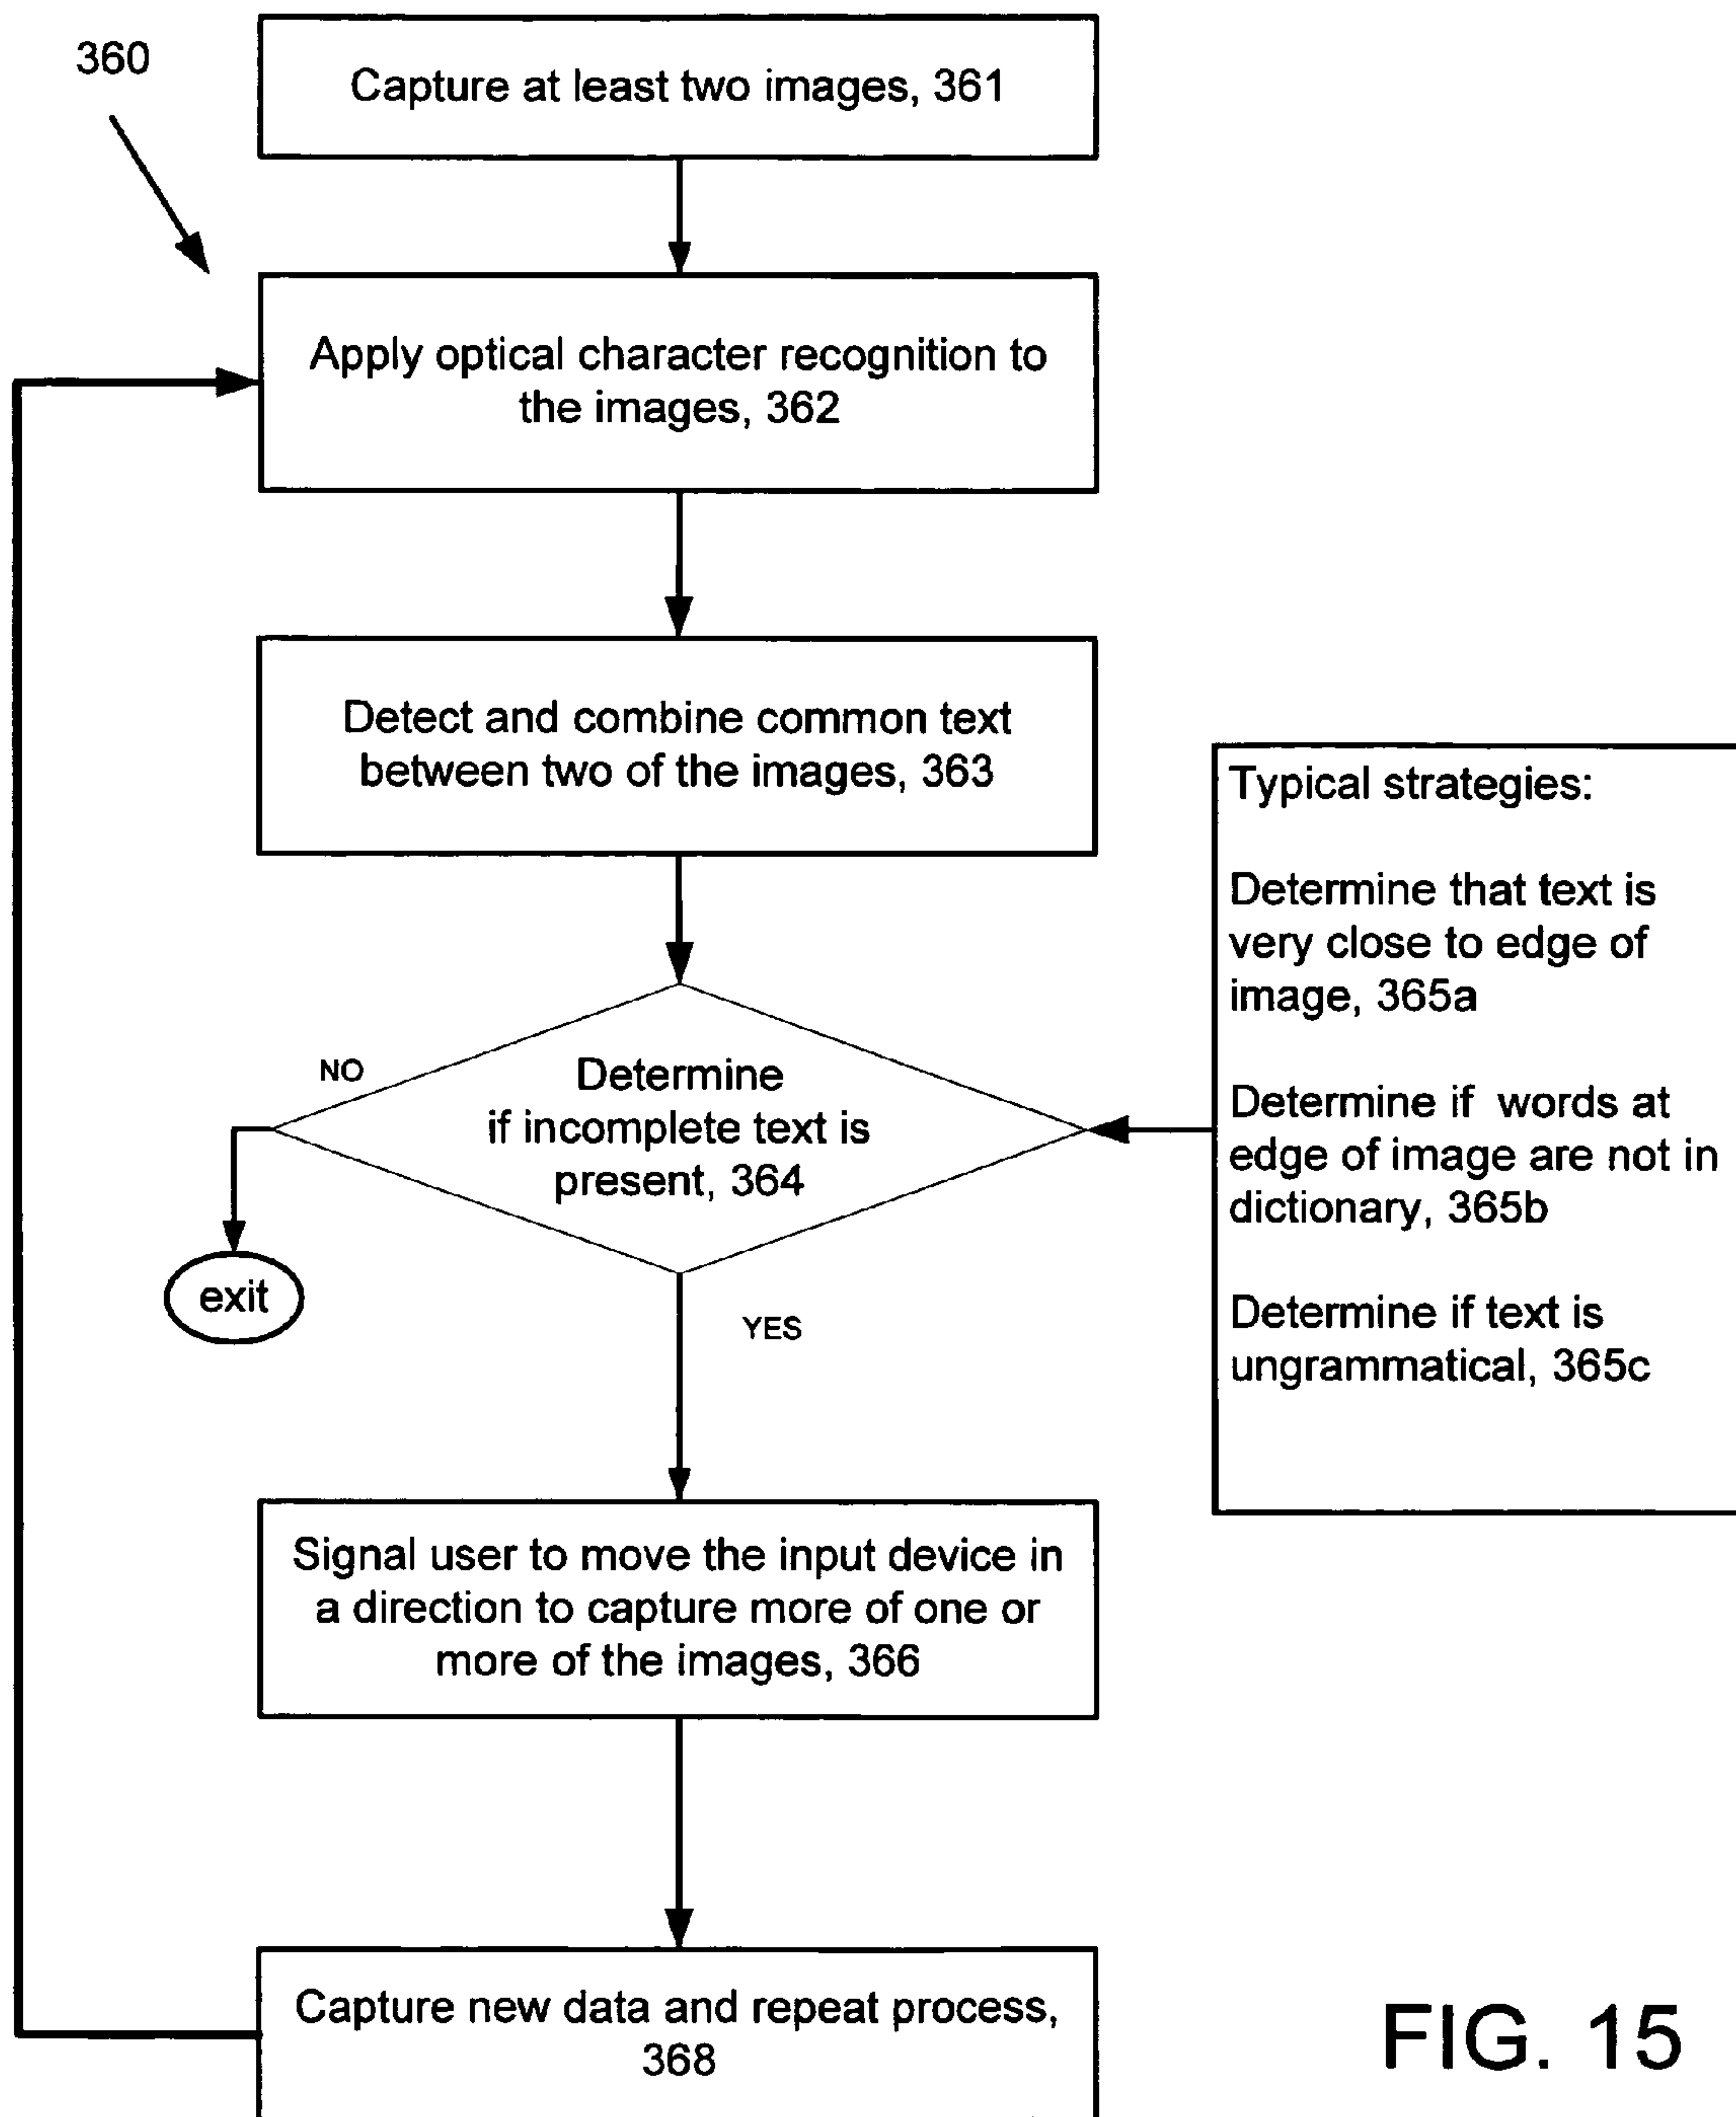 360
Capture at least two images, 361
Apply optical character recognition to
the images, 362
Detect and combine common text
between two of the images, 363
Typical strategies:
Determine that text is
very close to edge of
image, 365a
Determine if words at
edge of image are not in
dictionary, 365b
Determine if text is
ungrammatical, 365c
NO
Determine
if incomplete text is
present, 364
exit
YES
Signal user to move the input device in
a direction to capture more of one or
more of the images, 366
Capture new data and repeat process,
368
FIG. 15